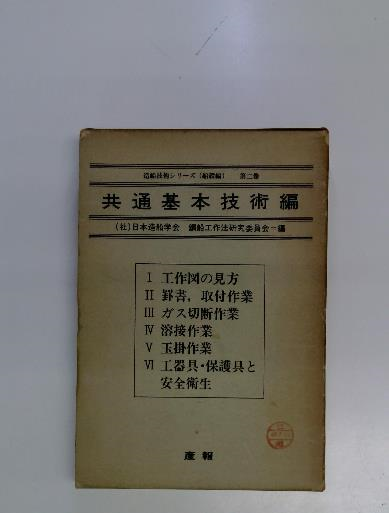 造船技術シリーズ（船殻編） 第二巻
共通基本技術編
（社）日本造船学会 鋼船工作法研究委員会＝編
I 工作図の見方
II 罫書，取付作業
III ガス切断作業
IV 溶接作業
V 玉掛作業
VI 工器具・保護具と
安全衛生
産報